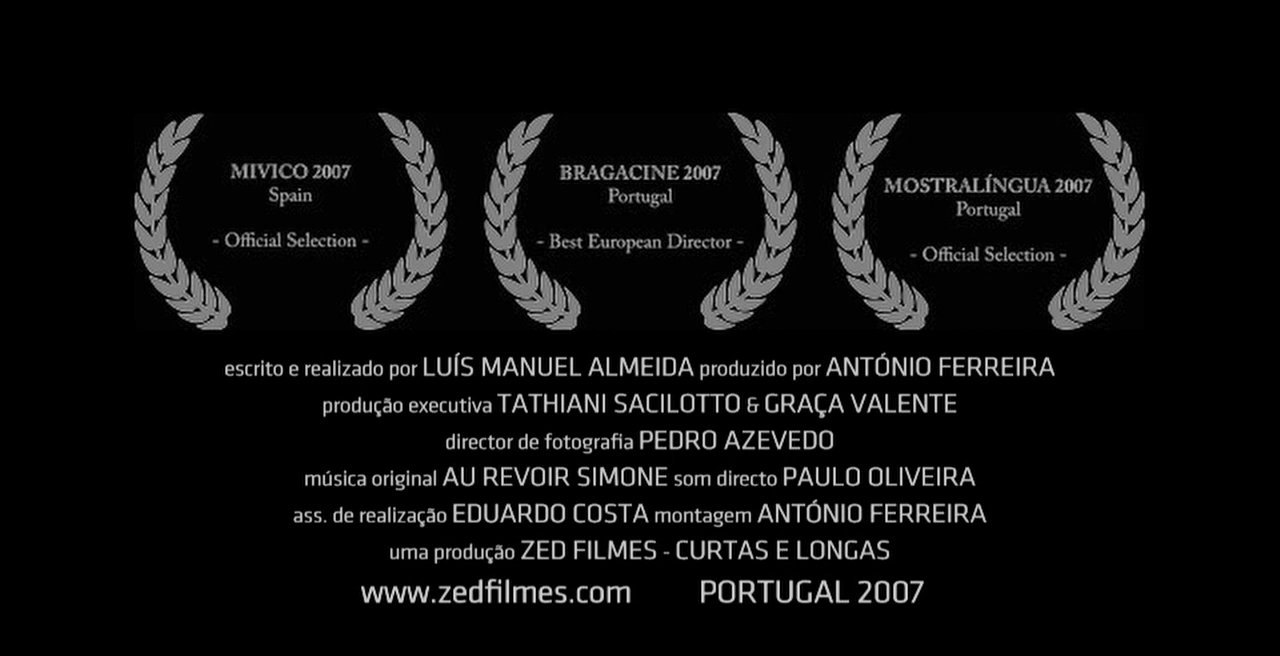 MIVICO 2007
Spain
- Official Selection -
BRAGACINE 2007
Portugal
- Best European Director -
MOSTRALÍNGUA 2007
Portugal
- Official Selection -
escrito e realizado por LUÍS MANUEL ALMEIDA produzido por ANTÓNIO FERREIRA
produção executiva TATHIANI SACILOTTO & GRAÇA VALENTE
director de fotografia PEDRO AZEVEDO
música original AU REVOIR SIMONE som directo PAULO OLIVEIRA
ass. de realização EDUARDO COSTA montagem ANTÓNIO FERREIRA
uma produção ZED FILMES - CURTAS E LONGAS
www.zedfilmes.com PORTUGAL 2007